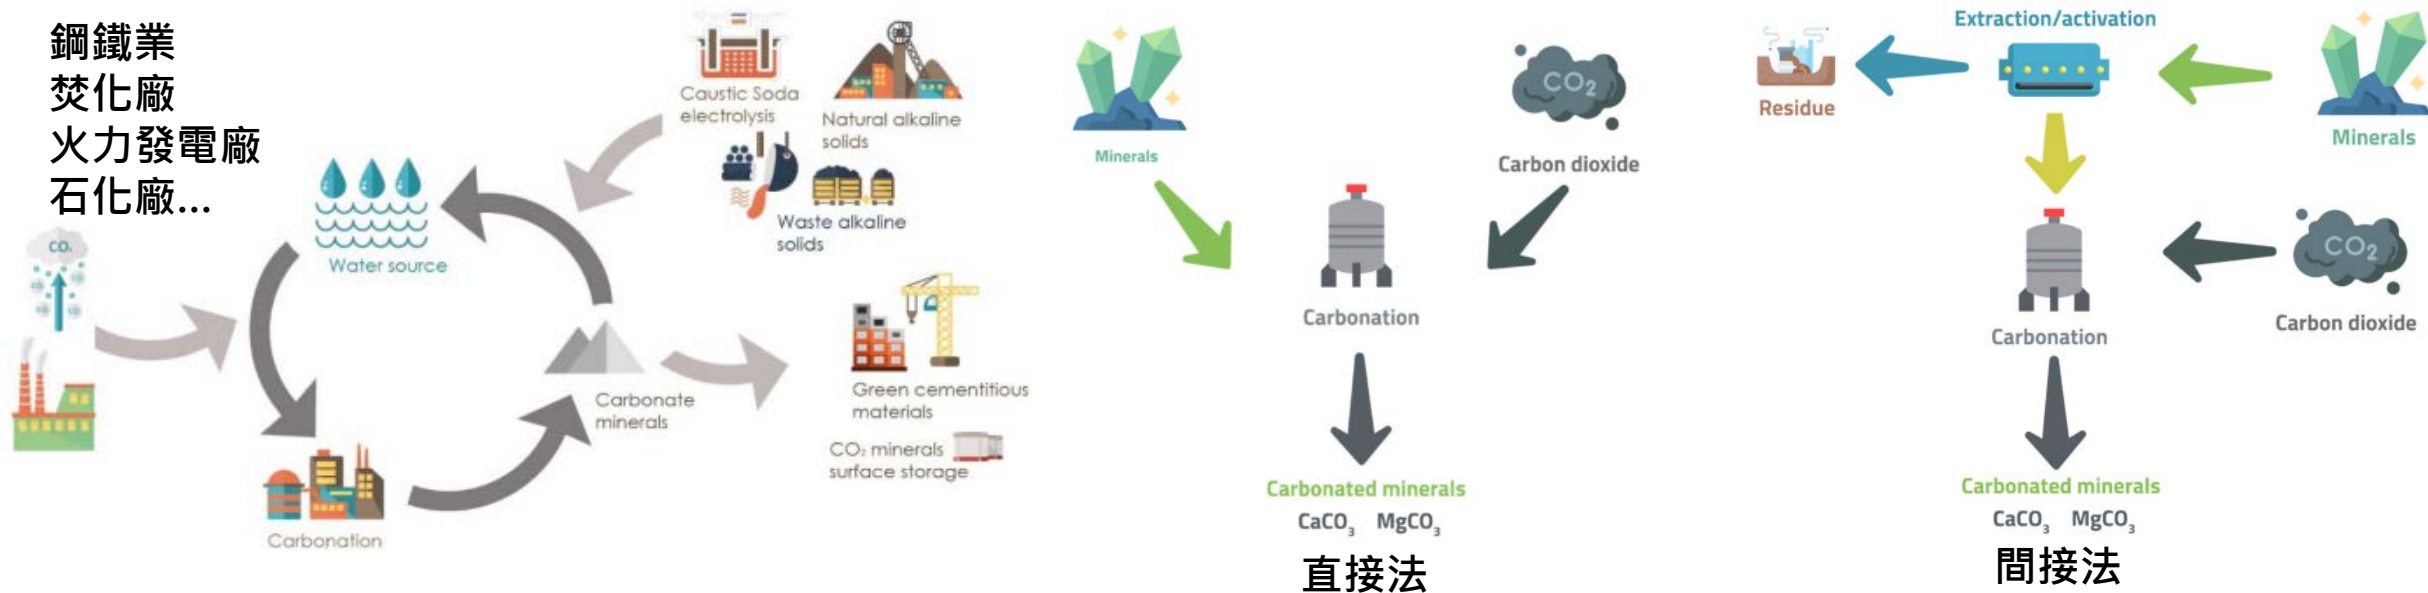 鋼鐵業
焚化廠
火力發電廠
石化廠...
CO₂
Water source
Caustic Soda
electrolysis
Natural alkaline
solids
Waste alkaline
solids
Carbonate
minerals
Green cementitious
materials
CO₂ minerals
surface storage
Carbonation
Minerals
CO₂
Carbon dioxide
Carbonation
Carbonated minerals
CaCO₃ MgCO₃
直接法
Extraction/activation
Residue
Minerals
CO₂
Carbon dioxide
Carbonation
Carbonated minerals
CaCO₃ MgCO₃
間接法